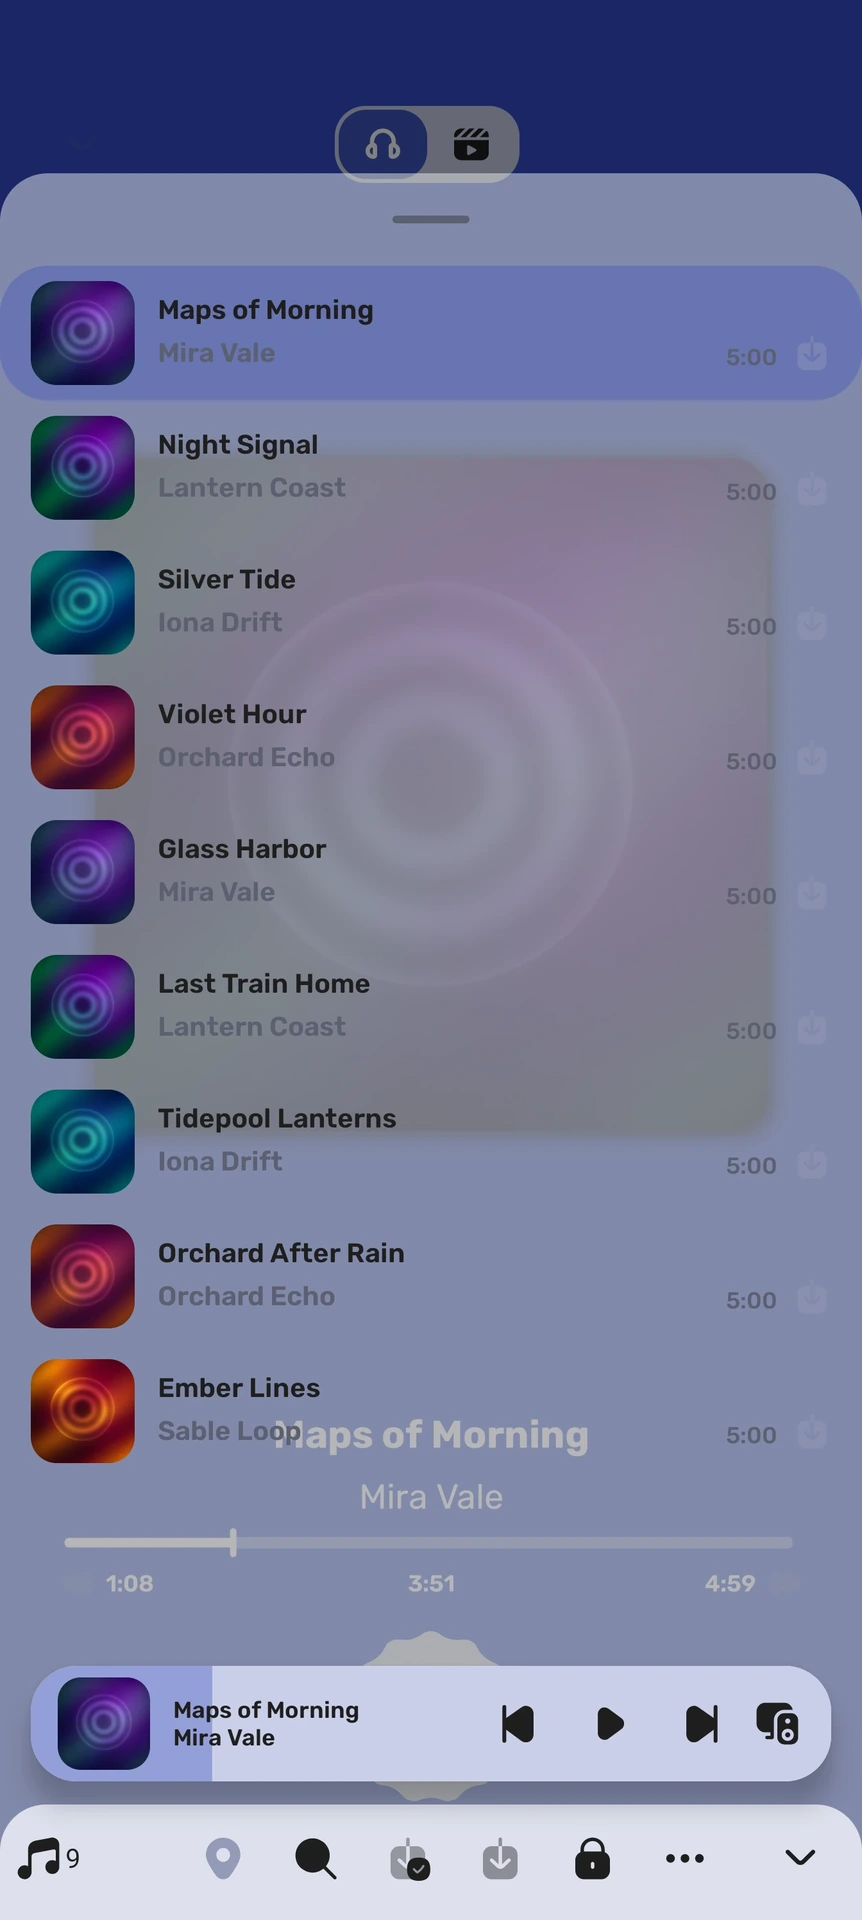 Maps of Morning
Mira Vale
5:00
Night Signal
Lantern Coast
5:00
Silver Tide
Iona Drift
5:00
Violet Hour
Orchard Echo
5:00
Glass Harbor
Mira Vale
5:00
Last Train Home
Lantern Coast
5:00
Tidepool Lanterns
Iona Drift
5:00
Orchard After Rain
Orchard Echo
5:00
Ember Lines
Sable Loop
5:00
Maps of Morning
Mira Vale
1:08 3:51 4:59
Maps of Morning
Mira Vale
9